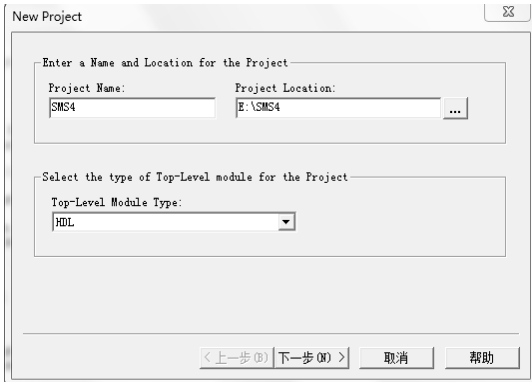 New Project
Enter a Name and Location for the Project
Project Name: Project Location:
SMS4 E:\SMS4 ...
Select the type of Top-Level module for the Project
Top-Level Module Type:
HDL
< 上一步(B) 下一步(N) > 取消 帮助